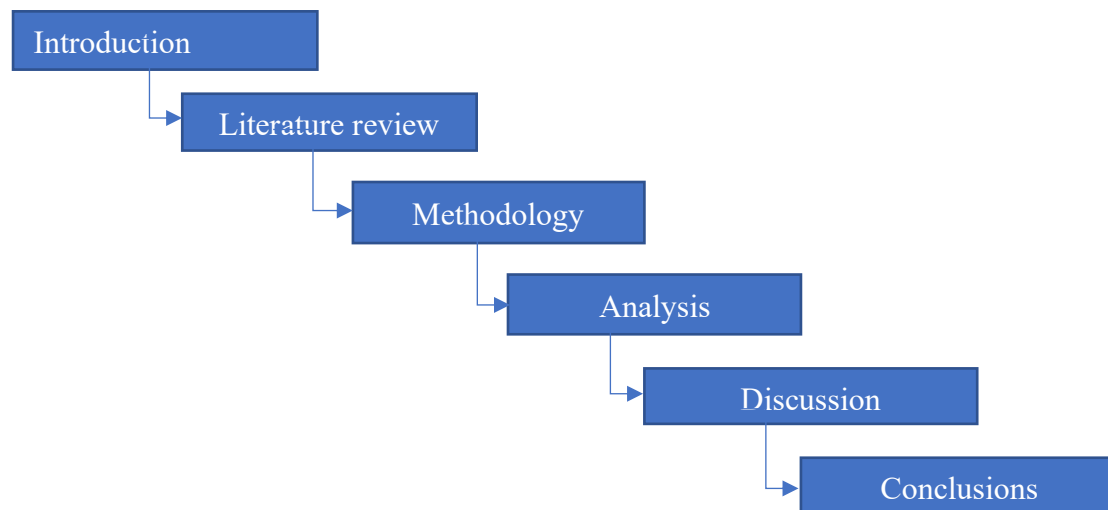 Introduction
Literature review
Methodology
Analysis
Discussion
Conclusions